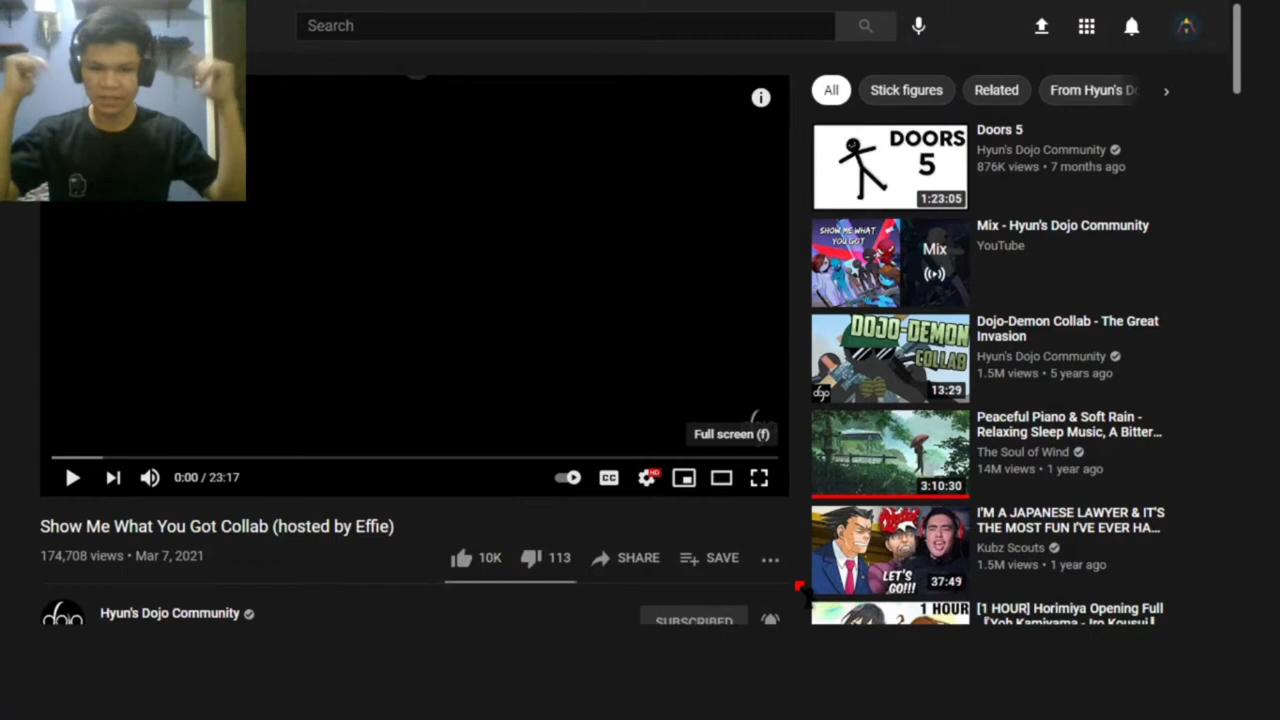 Search
All
Stick figures
Related
From Hyun's Do
DOORS
5
1:23:05
Doors 5
Hyun's Dojo Community
876K views • 7 months ago
SHOW ME WHAT
YOU GOT
Mix
Mix - Hyun's Dojo Community
YouTube
DOJO-DEMON
COLLAB
dojo
13:29
Dojo-Demon Collab - The Great
Invasion
Hyun's Dojo Community
1.5M views • 5 years ago
Full screen (f)
3:10:30
Peaceful Piano & Soft Rain -
Relaxing Sleep Music, A Bitter...
The Soul of Wind
14M views • 1 year ago
0:00 / 23:17
CC
HD
LET'S
GO!!!
37:49
I'M A JAPANESE LAWYER & IT'S
THE MOST FUN I'VE EVER HA...
Kubz Scouts
1.5M views • 1 year ago
Show Me What You Got Collab (hosted by Effie)
174,708 views • Mar 7, 2021
10K
113
SHARE
SAVE
dojo
Hyun's Dojo Community
SUBSCRIBED
1 HOUR
[1 HOUR] Horimiya Opening Full
『Yoh Kamiyama - Iro Kousui』